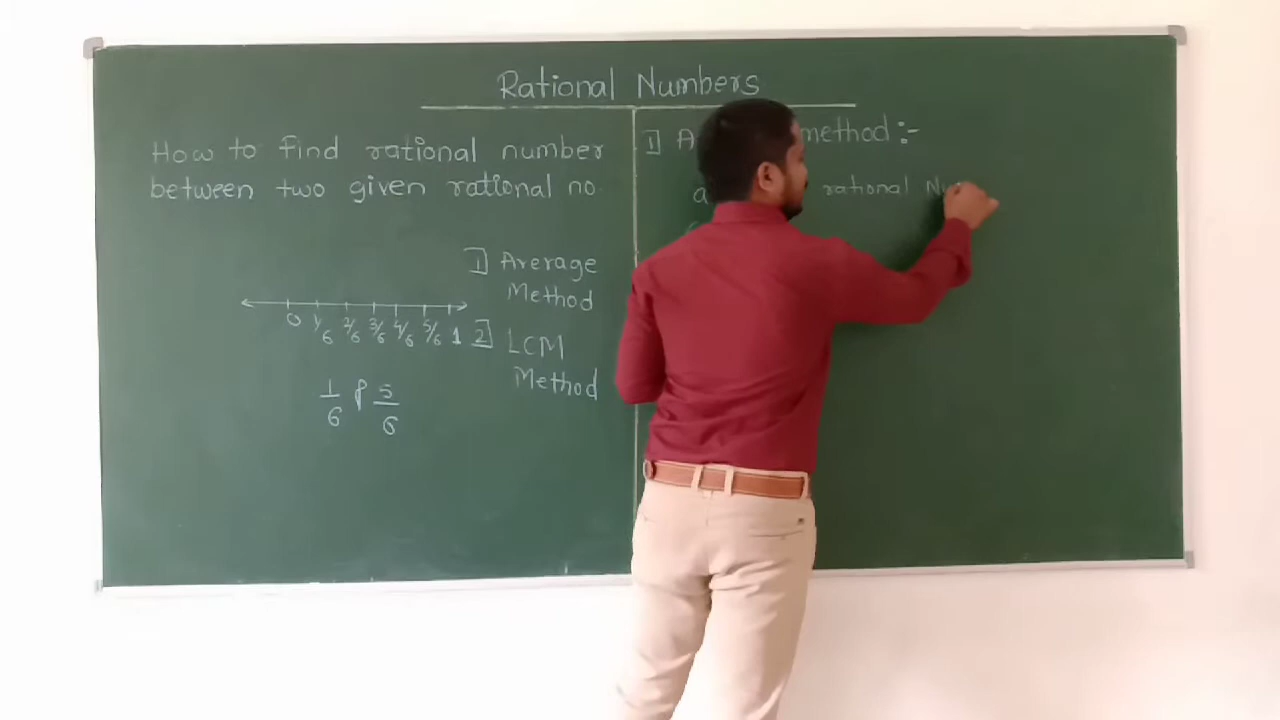 Rational Numbers
How to find rational number
between two given rational no.
1] Average
Method
2] LCM
Method
0 1/6 2/6 3/6 4/6 5/6 1
1/6 & 5/6
1] method :-
rational